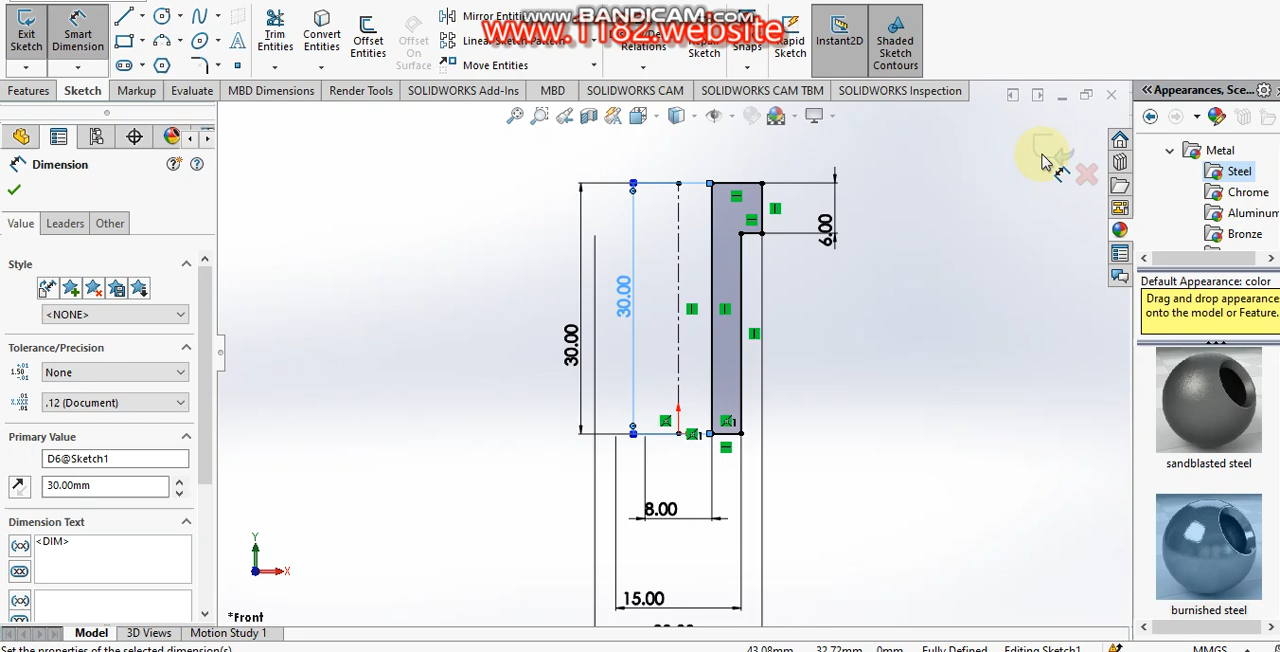 www.BANDICAM.com
www.1182.website
Exit Sketch
Smart Dimension
Trim Entities
Convert Entities
Offset Entities
Offset On Surface
Mirror Entities
Linear Sketch Pattern
Move Entities
Relations
Sketch
Snaps
Rapid Sketch
Instant2D
Shaded Sketch Contours
Features
Sketch
Markup
Evaluate
MBD Dimensions
Render Tools
SOLIDWORKS Add-Ins
MBD
SOLIDWORKS CAM
SOLIDWORKS CAM TBM
SOLIDWORKS Inspection
Appearances, Sce...
Metal
Steel
Chrome
Aluminum
Bronze
Default Appearance: color
Drag and drop appearance
onto the model or Feature.
sandblasted steel
burnished steel
Dimension
Value
Leaders
Other
Style
<NONE>
Tolerance/Precision
None
.12 (Document)
Primary Value
D6@Sketch1
30.00mm
Dimension Text
<DIM>
30.00
30.00
6.00
8.00
15.00
Y
X
*Front
Model
3D Views
Motion Study 1
Set the properties of the selected dimension(s)
43.08mm
32.72mm
0mm
Fully Defined
Editing Sketch1
MMGS